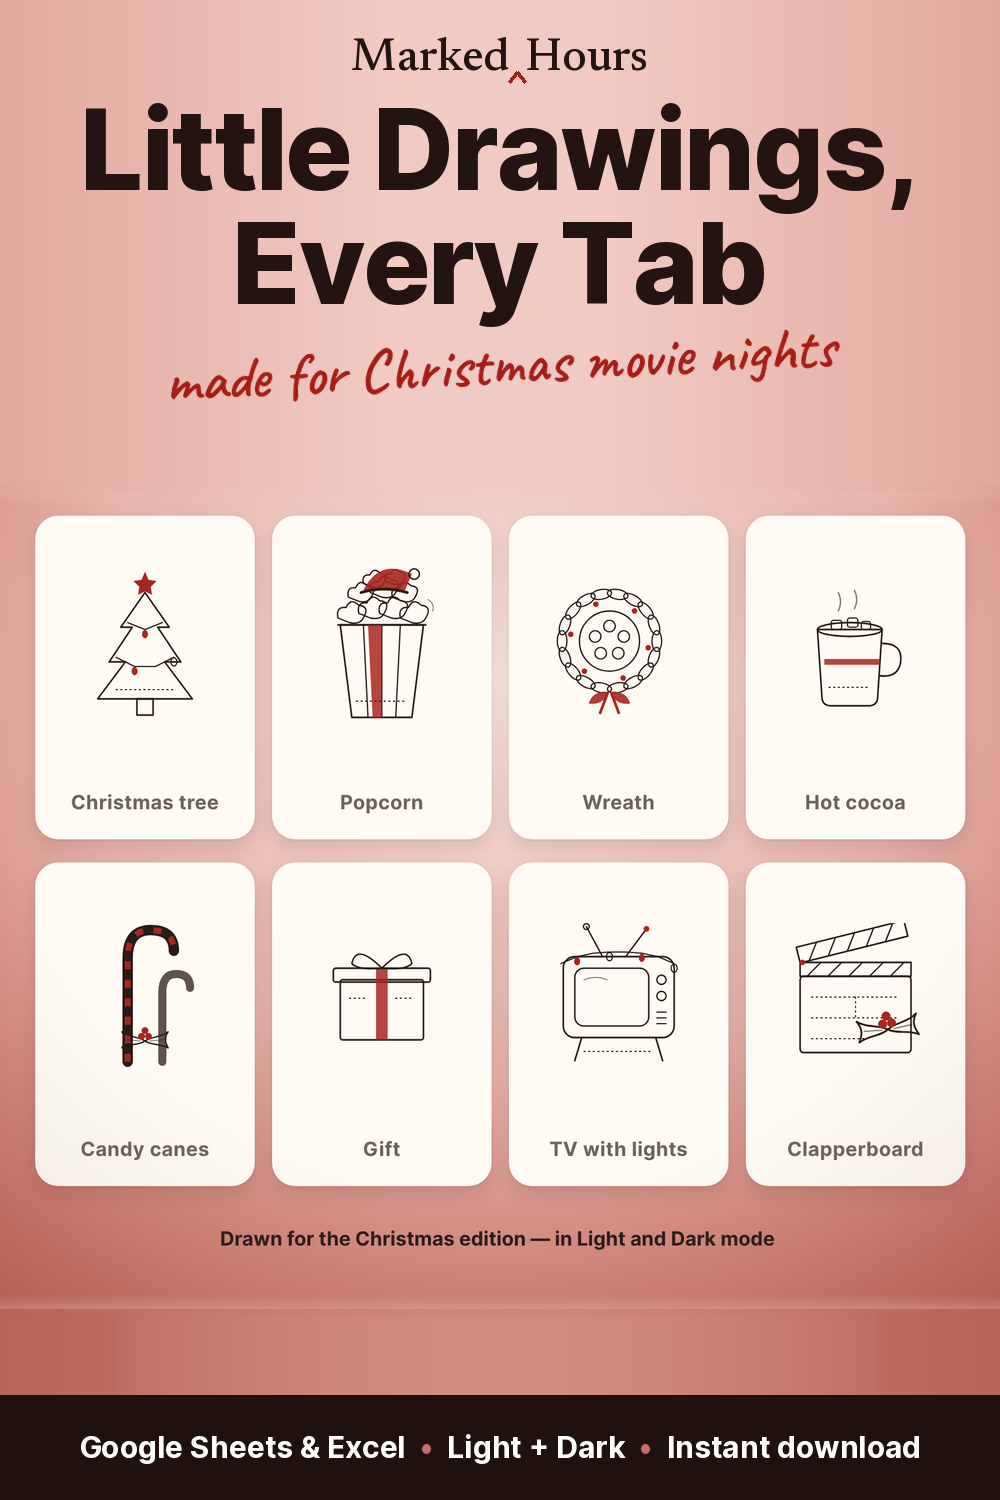 Marked Hours
Little Drawings,
Every Tab
made for Christmas movie nights
Christmas tree
Popcorn
Wreath
Hot cocoa
Candy canes
Gift
TV with lights
Clapperboard
Drawn for the Christmas edition — in Light and Dark mode
Google Sheets & Excel • Light + Dark • Instant download